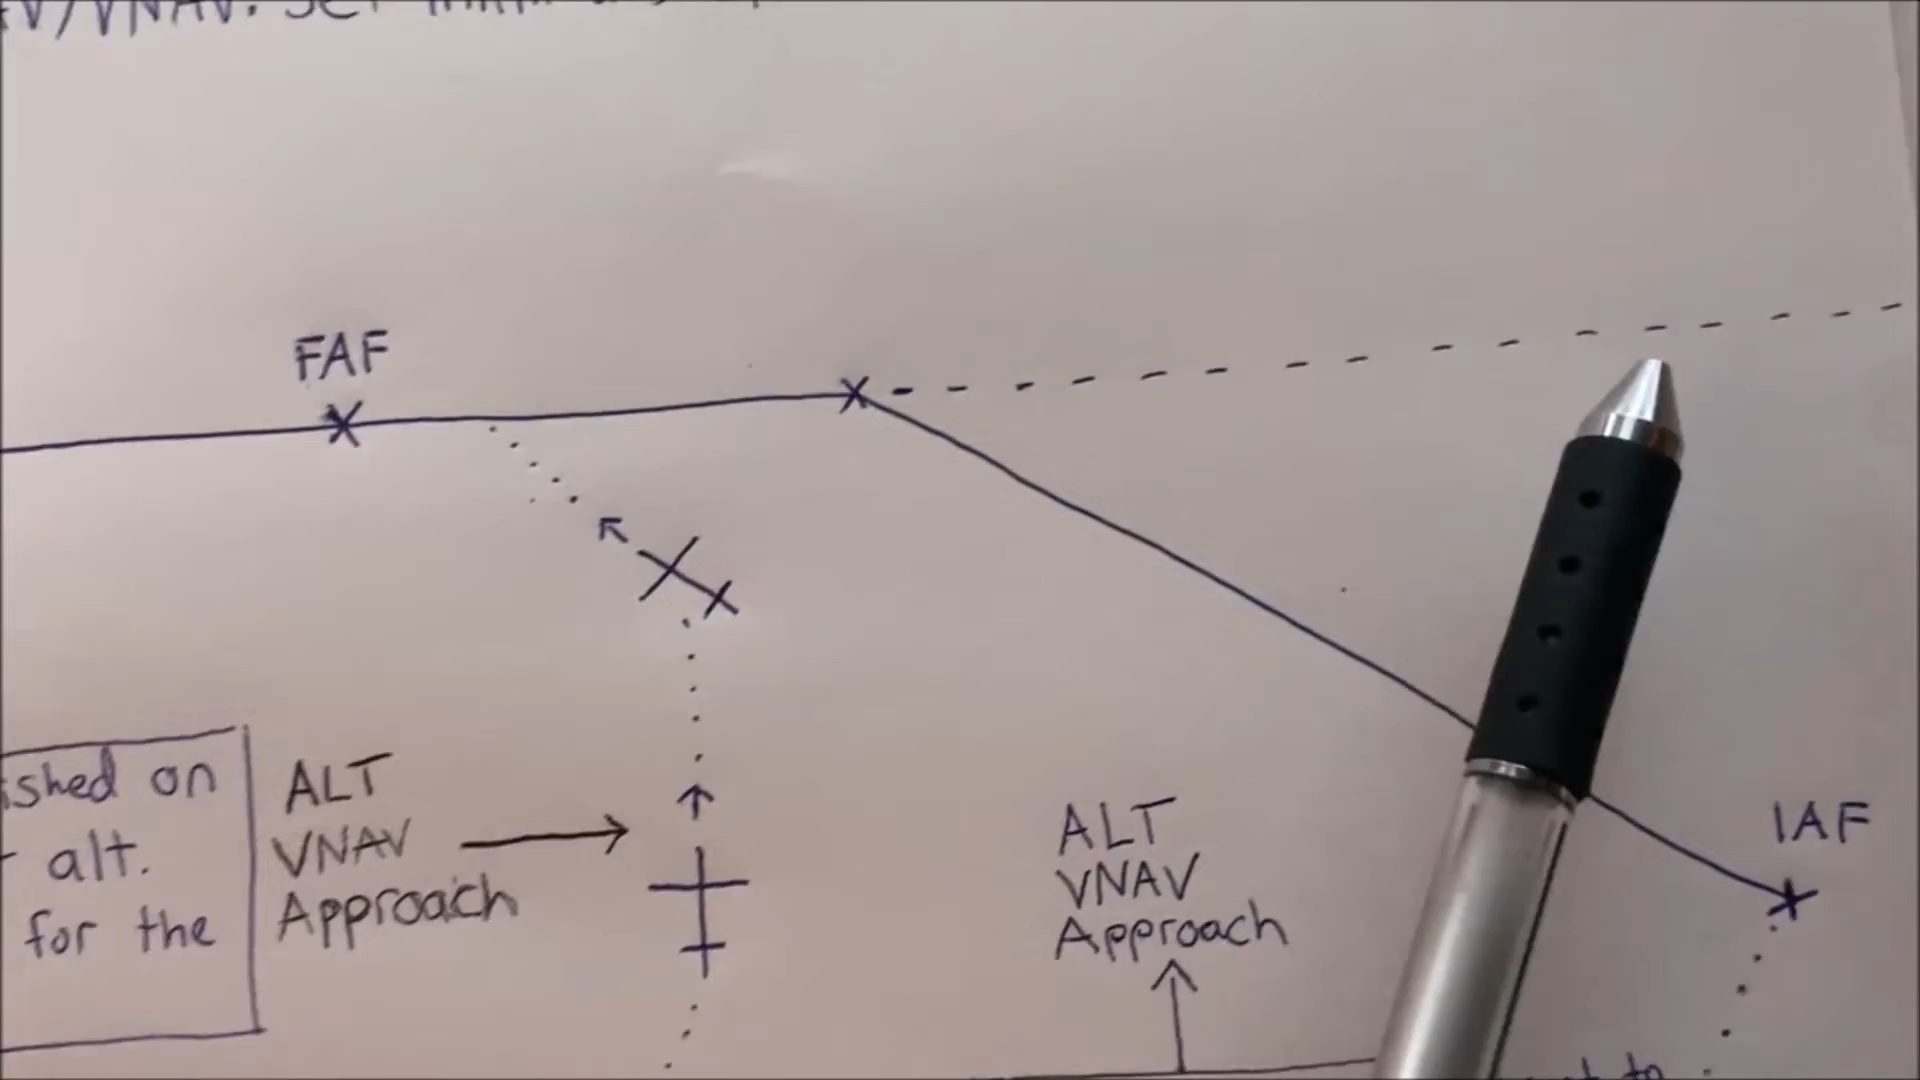 FAF
ished on
alt.
for the
ALT
VNAV
Approach
ALT
VNAV
Approach
IAF